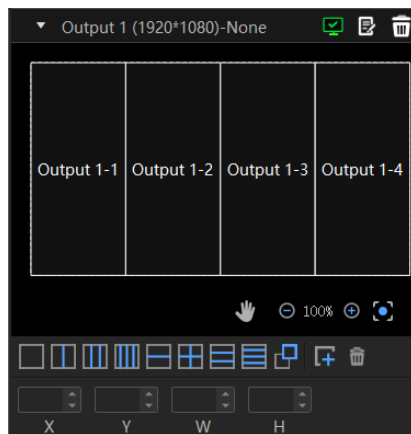 Output 1 (1920*1080)-None
Output 1-1 Output 1-2 Output 1-3 Output 1-4
100%
X Y W H